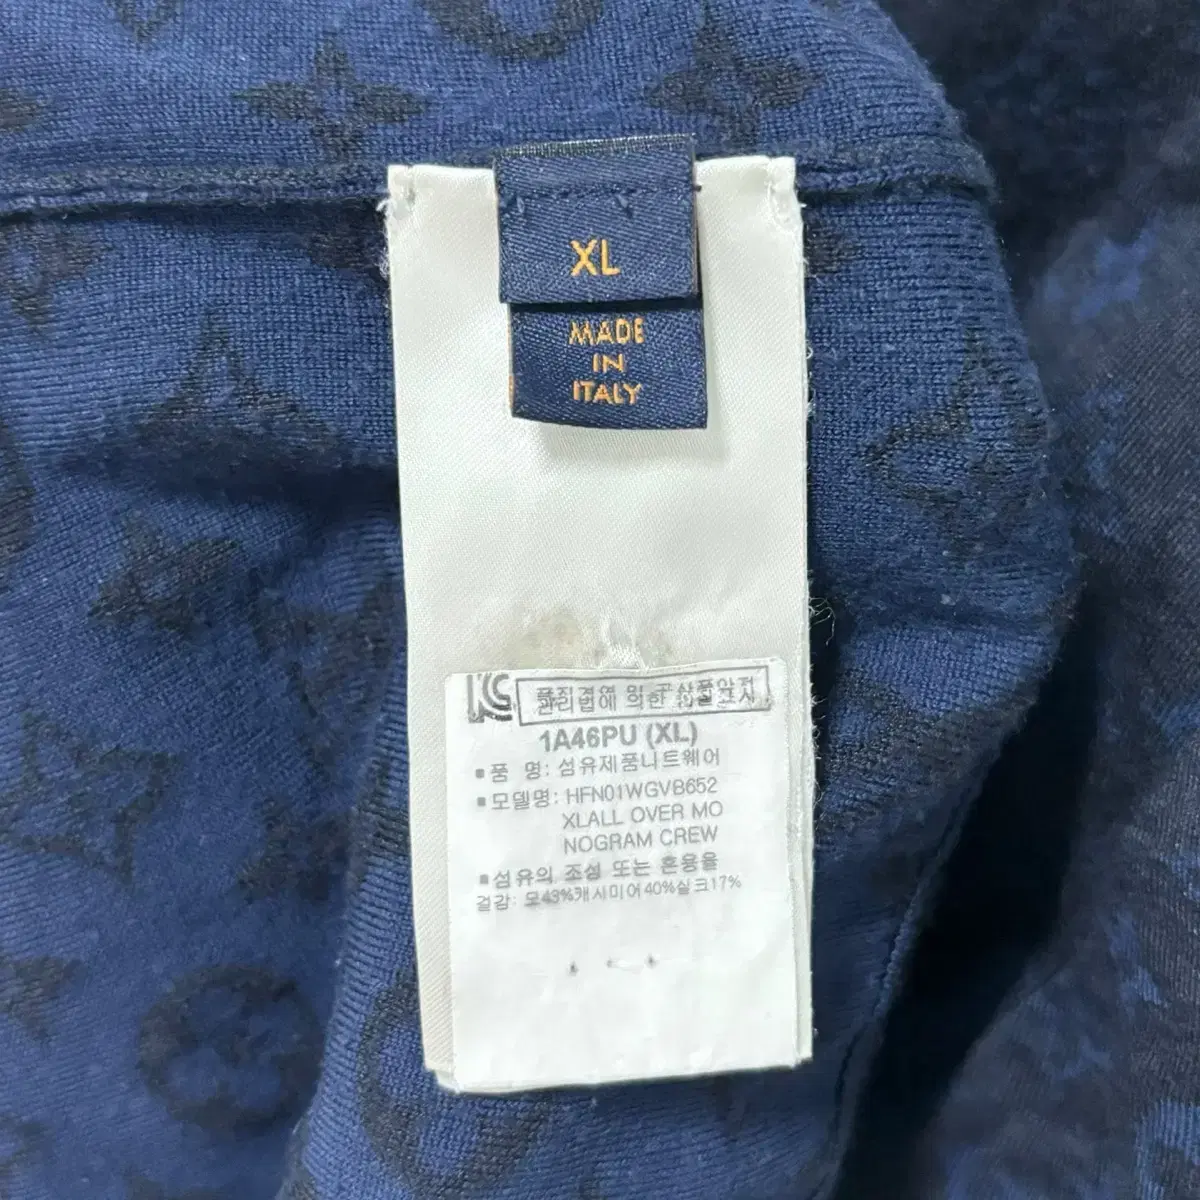 XL
MADE
IN
ITALY
품질경영 및 공산품안전
관리법에 의한 품질표시
1A46PU (XL)
▪품 명: 섬유제품니트웨어
▪모델명: HFN01WGVB652
XLALL OVER MO
NOGRAM CREW
▪섬유의 조성 또는 혼용율
겉감: 모43%캐시미어40%실크17%